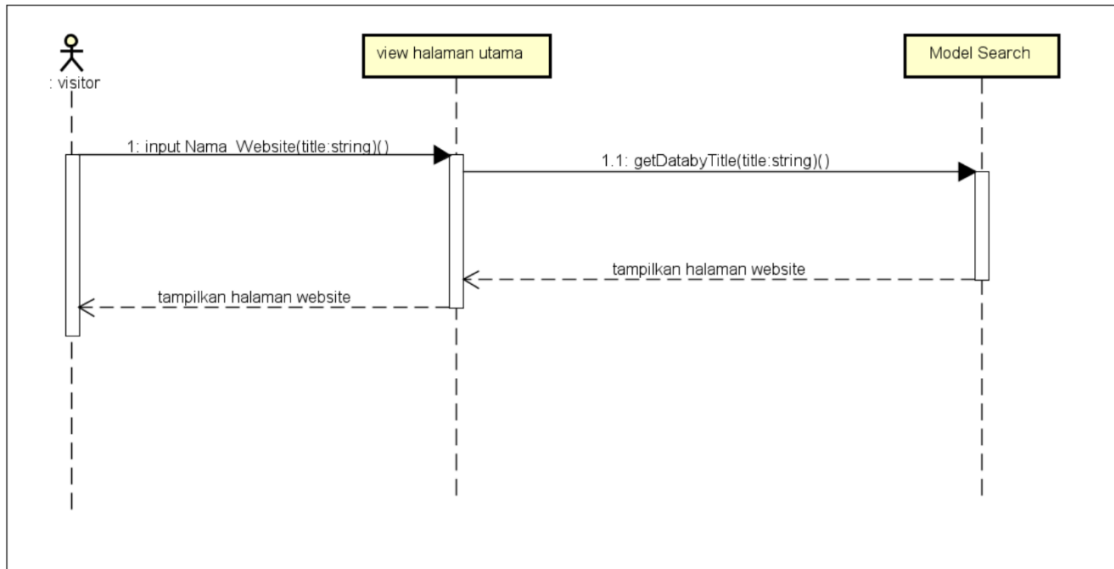 : visitor
view halaman utama
Model Search
1: input Nama_Website(title:string)()
1.1: getDatabyTitle(title:string)()
tampilkan halaman website
tampilkan halaman website